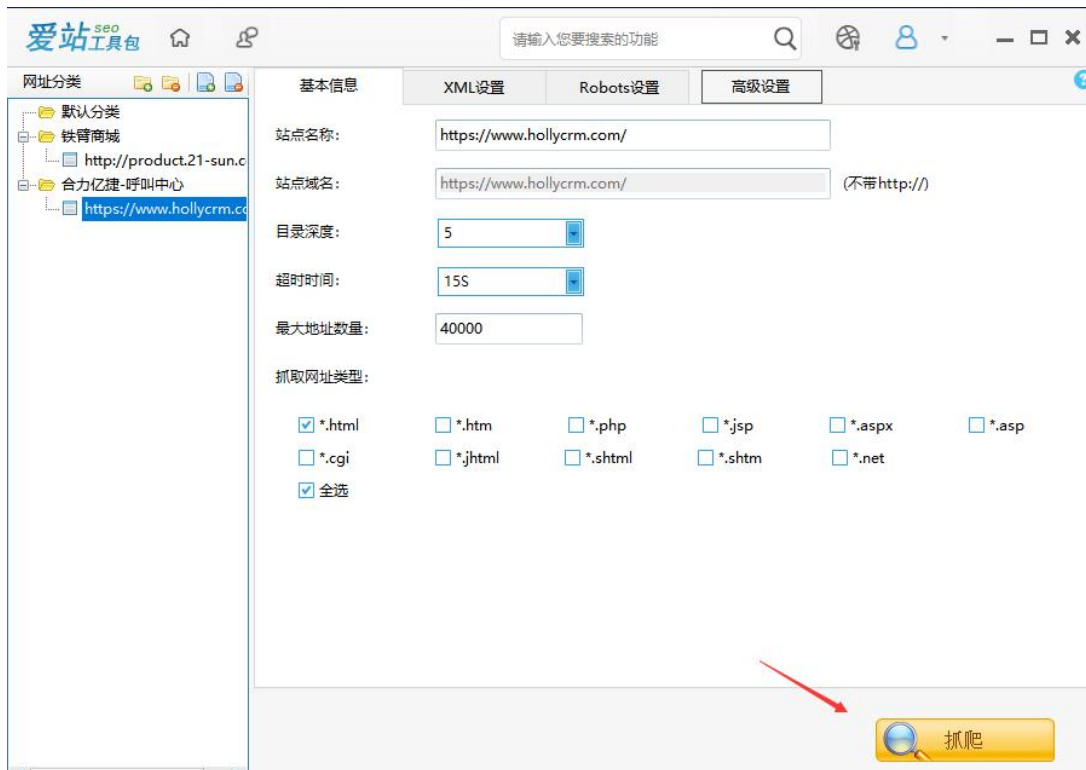 爱站seo工具包
请输入您要搜索的功能
网址分类
默认分类
铁臂商城
http://product.21-sun.c
合力亿捷-呼叫中心
https://www.hollycrm.cc
基本信息 XML设置 Robots设置 高级设置
站点名称: https://www.hollycrm.com/
站点域名: https://www.hollycrm.com/ (不带http://)
目录深度: 5
超时时间: 15S
最大地址数量: 40000
抓取网址类型:
*.html *.htm *.php *.jsp *.aspx *.asp
*.cgi *.jhtml *.shtml *.shtm *.net
全选
抓爬